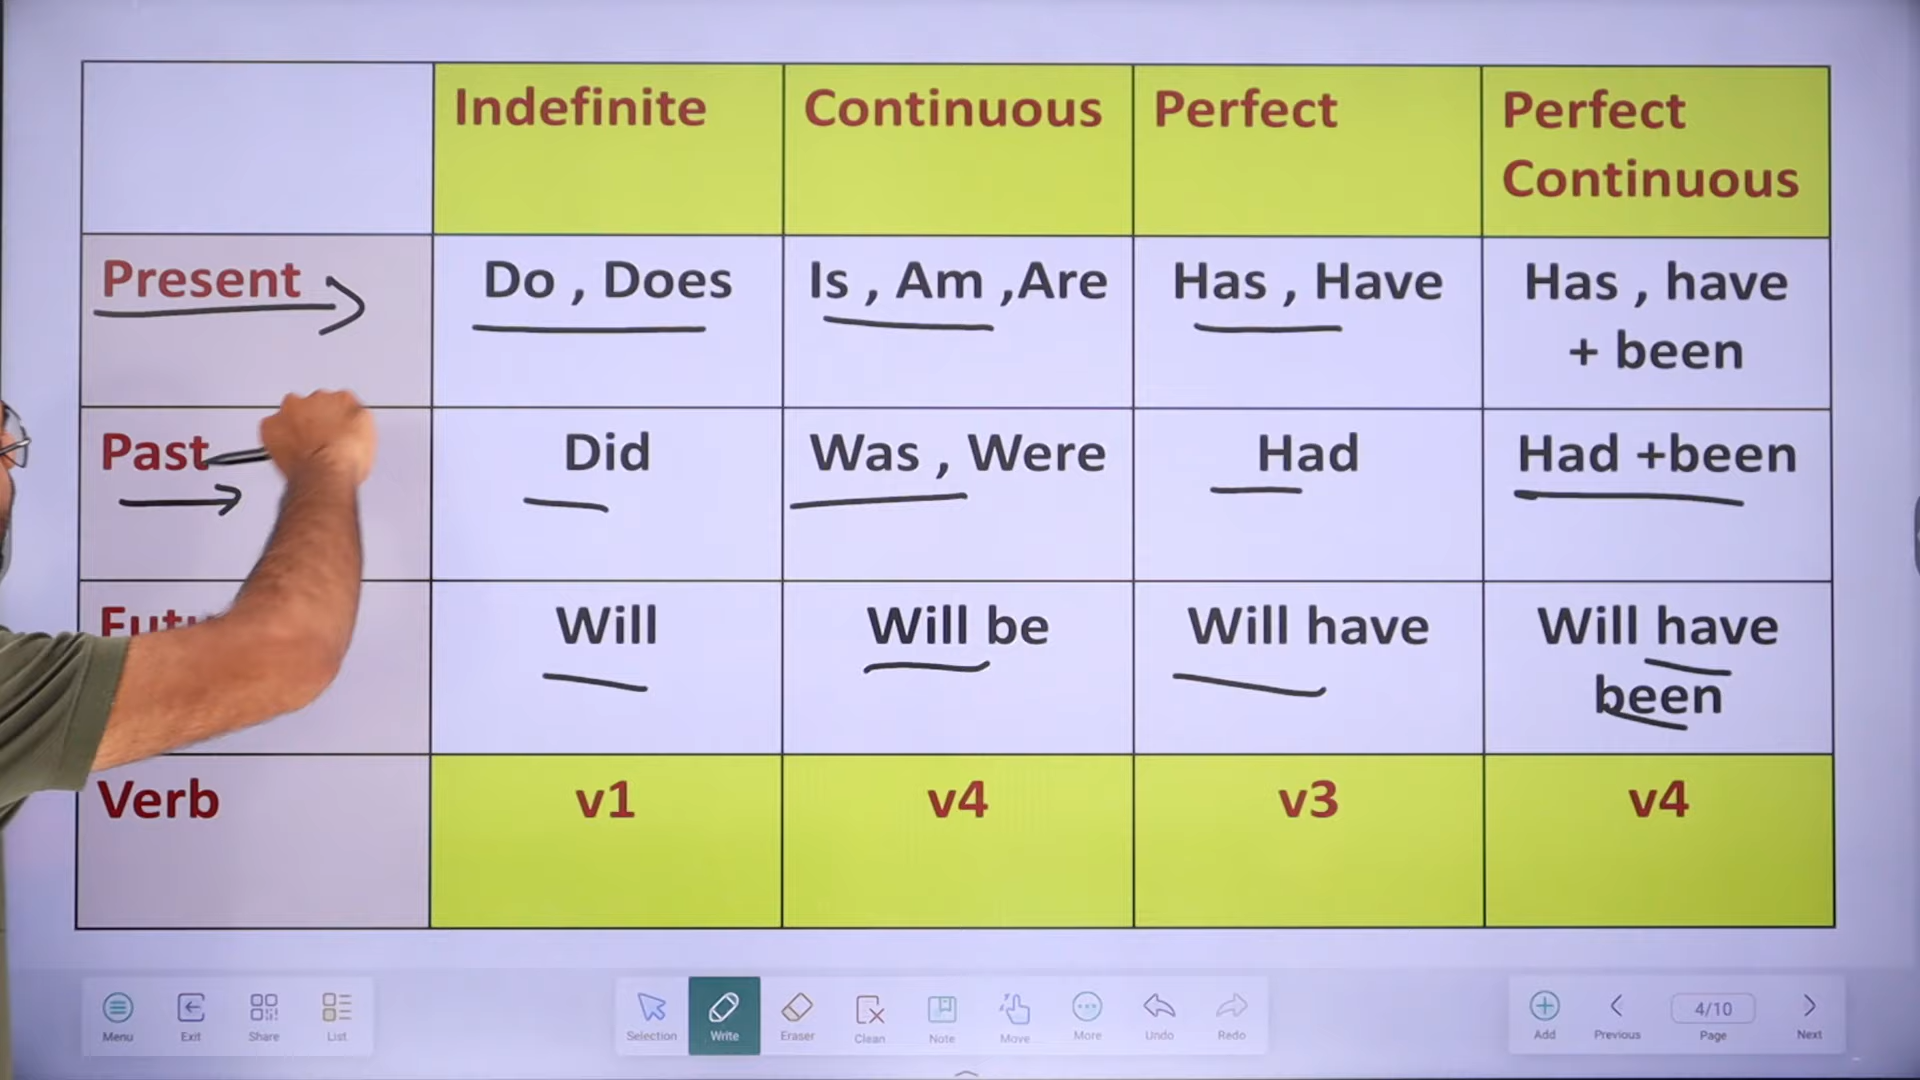 Indefinite
Continuous
Perfect
Perfect
Continuous
Present
Do , Does
Is , Am ,Are
Has , Have
Has , have
+ been
Past
Did
Was , Were
Had
Had +been
Will
Will be
Will have
Will have
been
Verb
v1
v4
v3
v4
Menu
Exit
Share
List
Selection
Write
Eraser
Clean
Note
Move
More
Undo
Redo
Add
Previous
4/10
Page
Next